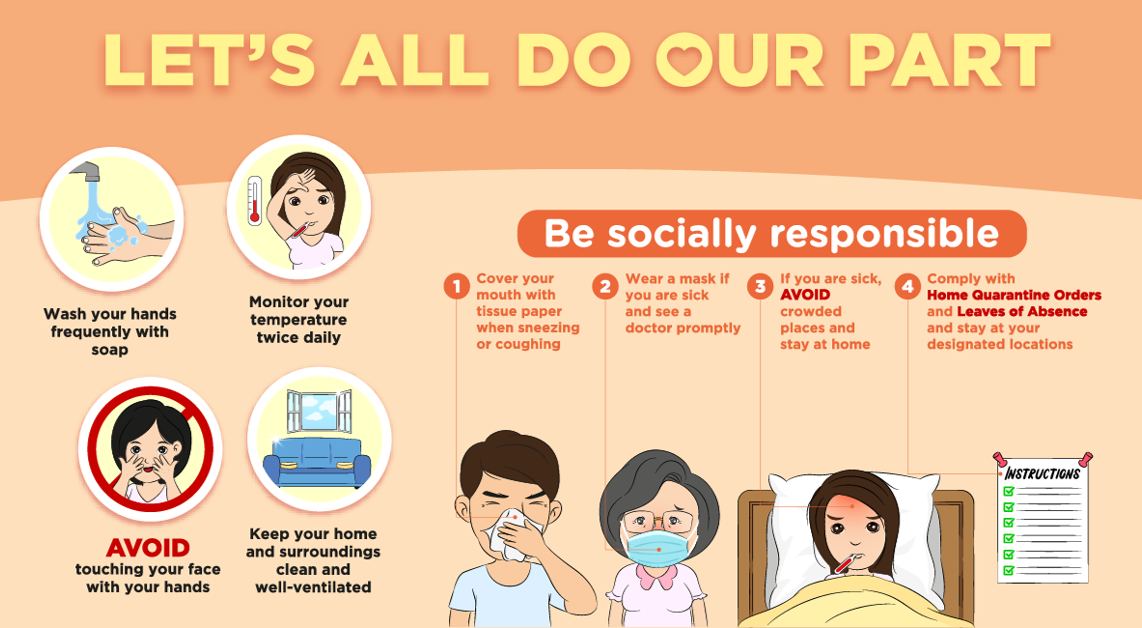 LET'S ALL DO OUR PART
Wash your hands
frequently with
soap
Monitor your
temperature
twice daily
AVOID
touching your face
with your hands
Keep your home
and surroundings
clean and
well-ventilated
Be socially responsible
1
Cover your
mouth with
tissue paper
when sneezing
or coughing
2
Wear a mask if
you are sick
and see a
doctor promptly
3
If you are sick,
AVOID
crowded
places and
stay at home
4
Comply with
Home Quarantine Orders
and Leaves of Absence
and stay at your
designated locations
INSTRUCTIONS